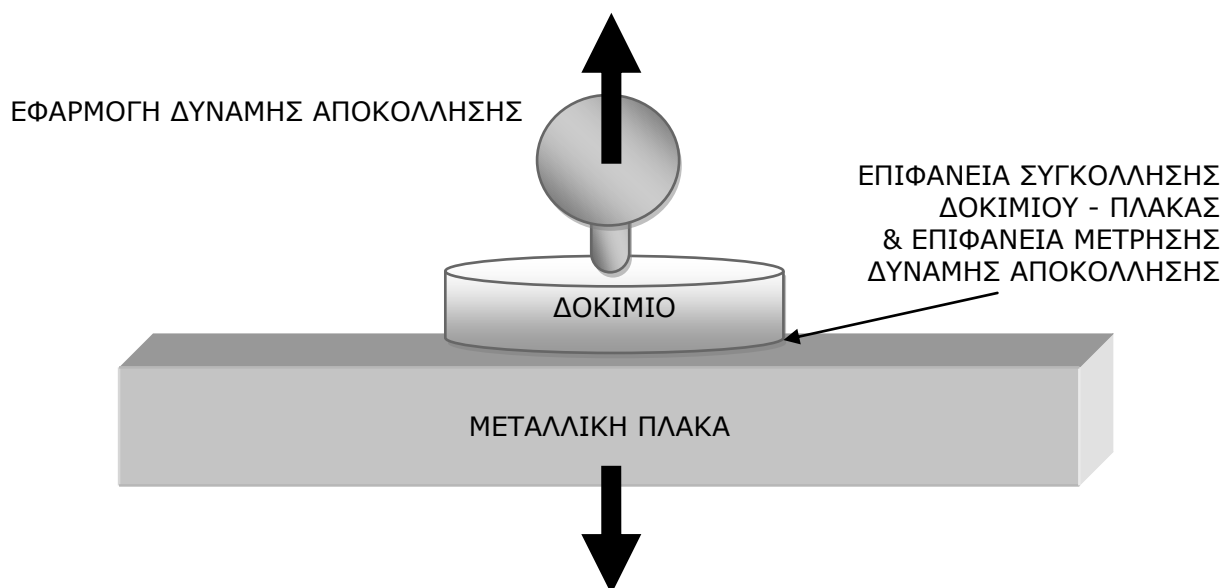 ΕΦΑΡΜΟΓΗ ΔΥΝΑΜΗΣ ΑΠΟΚΟΛΛΗΣΗΣ
ΕΠΙΦΑΝΕΙΑ ΣΥΓΚΟΛΛΗΣΗΣ
ΔΟΚΙΜΙΟΥ - ΠΛΑΚΑΣ
& ΕΠΙΦΑΝΕΙΑ ΜΕΤΡΗΣΗΣ
ΔΥΝΑΜΗΣ ΑΠΟΚΟΛΛΗΣΗΣ
ΔΟΚΙΜΙΟ
ΜΕΤΑΛΛΙΚΗ ΠΛΑΚΑ